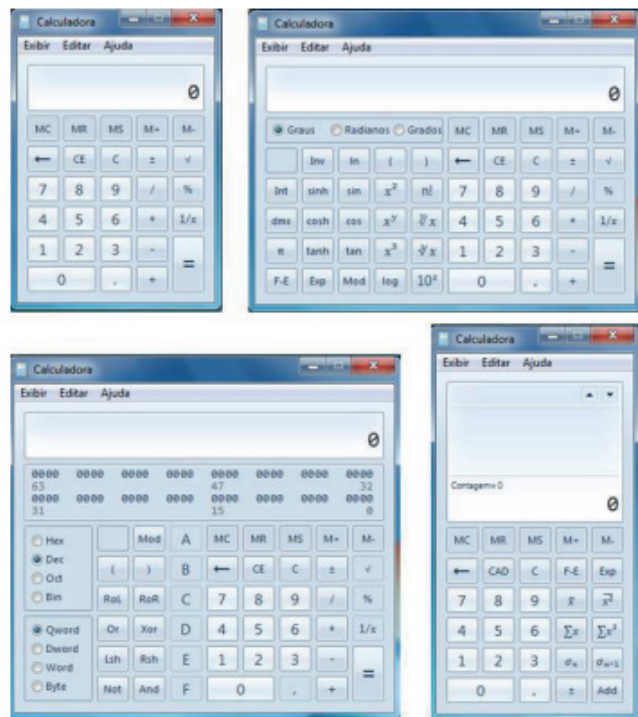 Calculadora
Exibir Editar Ajuda
0
MC MR MS M+ M-
← CE C ± √
7 8 9 / %
4 5 6 * 1/x
1 2 3 - =
0 , +
Calculadora
Exibir Editar Ajuda
0
Graus Radianos Grados MC MR MS M+ M-
Inv ln ( ) ← CE C ± √
Int sinh sin x² n! 7 8 9 / %
dms cosh cos xʸ ʸ√x 4 5 6 * 1/x
π tanh tan x³ ³√x 1 2 3 - =
F-E Exp Mod log 10ˣ 0 , +
Calculadora
Exibir Editar Ajuda
0
0000 0000 0000 0000 0000 0000 0000 0000
63 47 32
0000 0000 0000 0000 0000 0000 0000 0000
31 15 0
Hex Mod A MC MR MS M+ M-
Dec ( ) B ← CE C ± √
Oct
Bin RoL RoR C 7 8 9 / %
Qword Or Xor D 4 5 6 * 1/x
Dword
Word Lsh Rsh E 1 2 3 - =
Byte Not And F 0 , +
Calculadora
Exibir Editar Ajuda
Contagem= 0
0
MC MR MS M+ M-
← CAD C F-E Exp
7 8 9 x̄ x̄²
4 5 6 Σx Σx²
1 2 3 σₙ σₙ₋₁
0 , ± Add